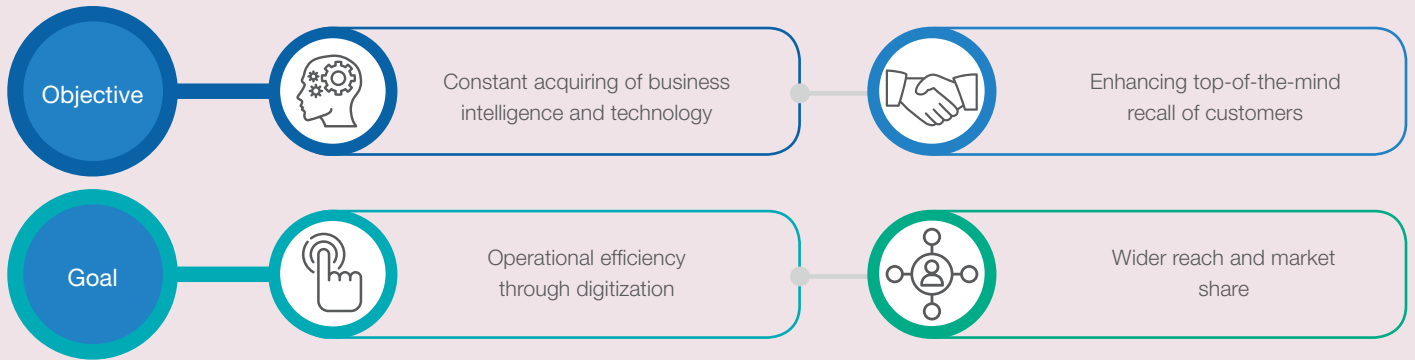 Objective
Constant acquiring of business
intelligence and technology
Enhancing top-of-the-mind
recall of customers
Goal
Operational efficiency
through digitization
Wider reach and market
share